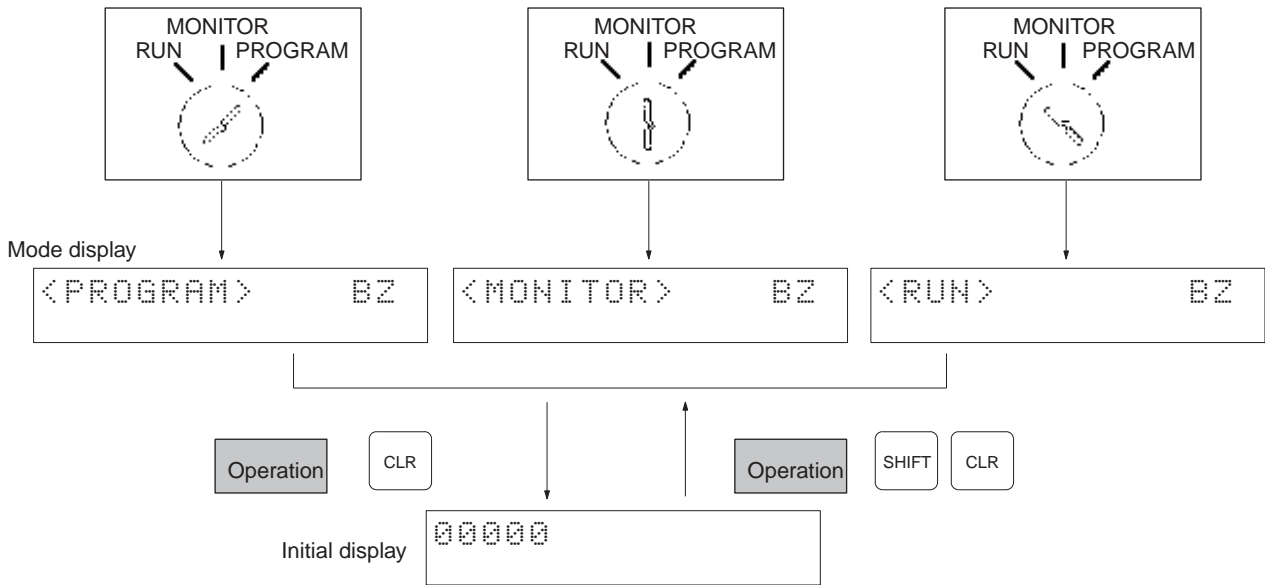 MONITOR
RUN PROGRAM
MONITOR
RUN PROGRAM
MONITOR
RUN PROGRAM
Mode display
<PROGRAM> BZ
<MONITOR> BZ
<RUN> BZ
Operation CLR
Operation SHIFT CLR
Initial display 00000